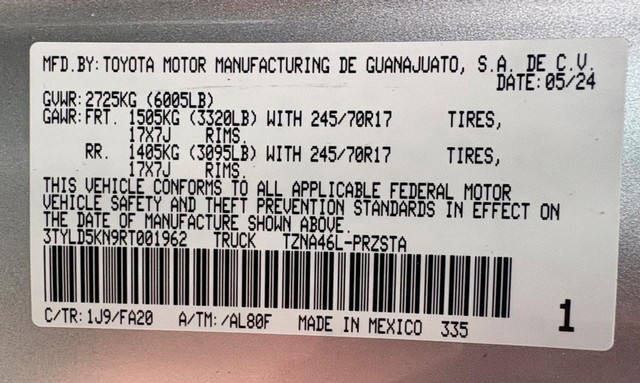 MFD.BY: TOYOTA MOTOR MANUFACTURING DE GUANAJUATO, S.A. DE C.V.
DATE: 05/24
GVWR: 2725KG (6005LB)
GAWR: FRT. 1505KG (3320LB) WITH 245/70R17 TIRES,
17X7J RIMS.
RR. 1405KG (3095LB) WITH 245/70R17 TIRES,
17X7J RIMS.
THIS VEHICLE CONFORMS TO ALL APPLICABLE FEDERAL MOTOR
VEHICLE SAFETY AND THEFT PREVENTION STANDARDS IN EFFECT ON
THE DATE OF MANUFACTURE SHOWN ABOVE.
3TYLD5KN9RT001962 TRUCK TZNA46L-PRZSTA
C/TR: 1J9/FA20 A/TM: /AL80F MADE IN MEXICO 335 1